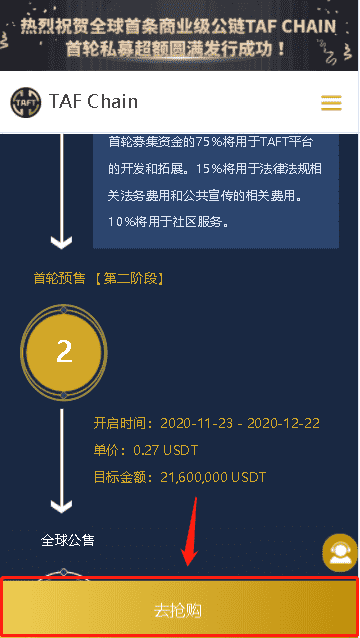 热烈祝贺全球首条商业级公链TAF CHAIN
首轮私募超额圆满发行成功！
TAFT
TAF Chain
首轮募集资金的75%将用于TAFT平台
的开发和拓展。15%将用于法律法规相
关法务费用和公共宣传的相关费用。
10%将用于社区服务。
首轮预售 【第二阶段】
2
开启时间：2020-11-23 - 2020-12-22
单价：0.27 USDT
目标金额：21,600,000 USDT
全球公售
去抢购